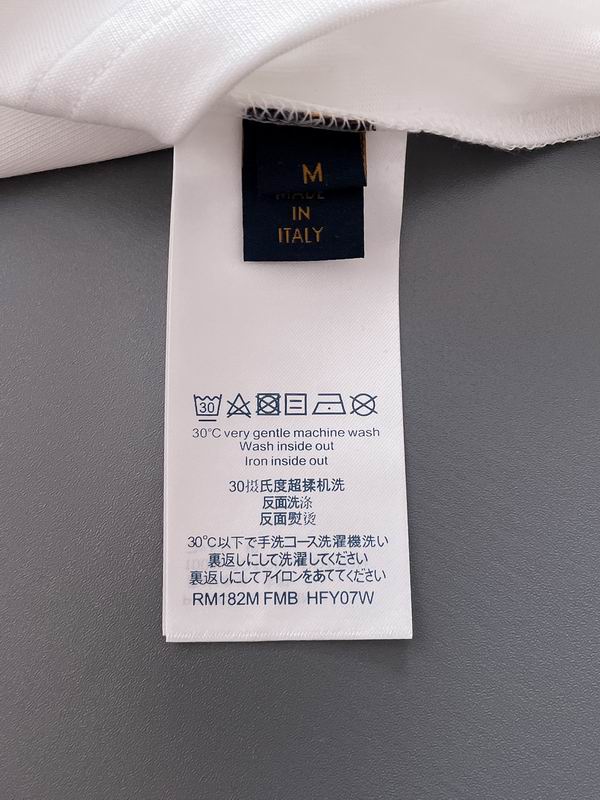 M
MADE
IN
ITALY
30
30°C very gentle machine wash
Wash inside out
Iron inside out
30摄氏度超揉机洗
反面洗涤
反面熨烫
30℃以下で手洗コース洗濯機洗い
裏返しにして洗濯してください
裏返しにしてアイロンをあててください
RM182M FMB HFY07W